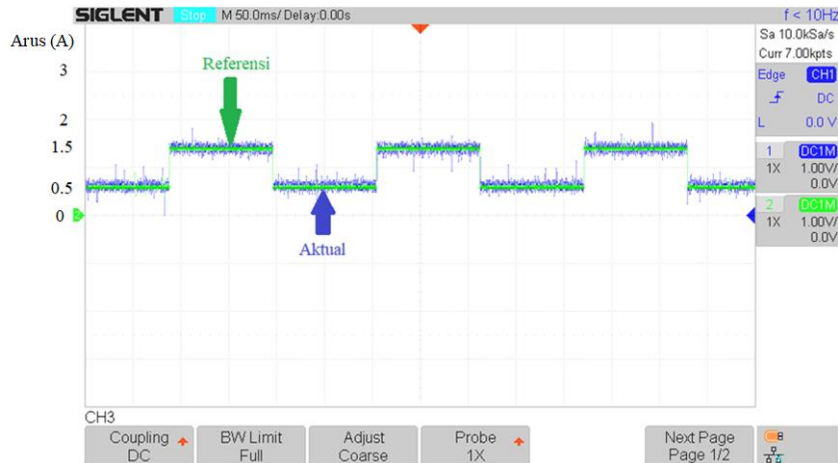 SIGLENT Stop M 50.0ms/ Delay:0.00s f < 10Hz
Sa 10.0kSa/s
Curr 7.00kpts
Edge CH1
DC
L 0.0 V
1 DC1M
1X 1.00V/
0.0V
2 DC1M
1X 1.00V/
0.0V
Arus (A)
3
2
1.5
0.5
0
2
Referensi
Aktual
CH3
Coupling
DC
BW Limit
Full
Adjust
Coarse
Probe
1X
Next Page
Page 1/2